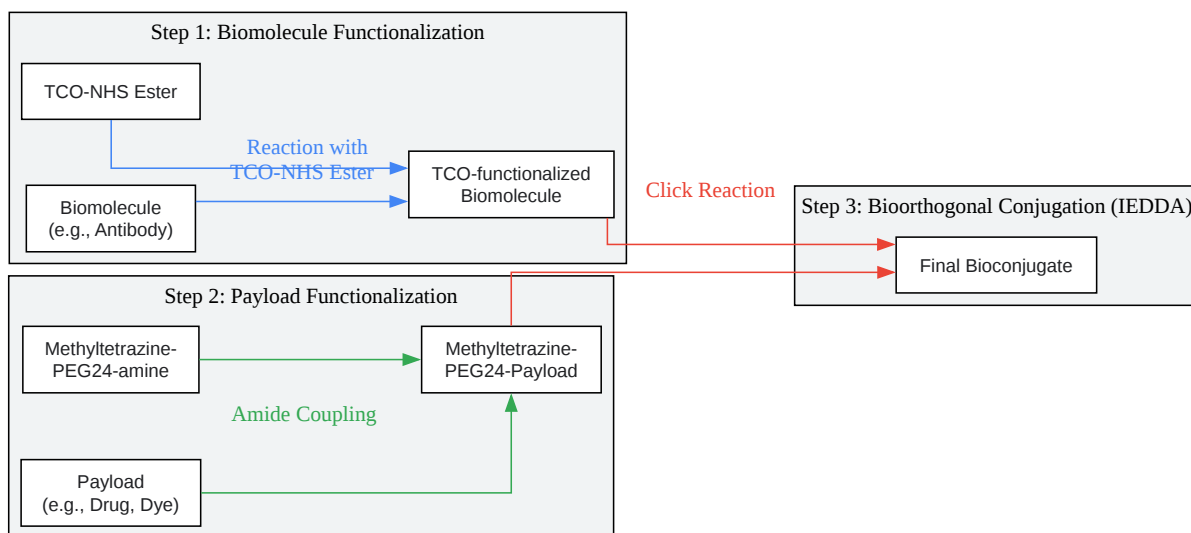 Step 1: Biomolecule Functionalization
TCO-NHS Ester
Reaction with
TCO-NHS Ester
TCO-functionalized
Biomolecule
Biomolecule
(e.g., Antibody)
Click Reaction
Step 3: Bioorthogonal Conjugation (IEDDA)
Final Bioconjugate
Step 2: Payload Functionalization
Methyltetrazine-
PEG24-amine
Methyltetrazine-
PEG24-Payload
Amide Coupling
Payload
(e.g., Drug, Dye)